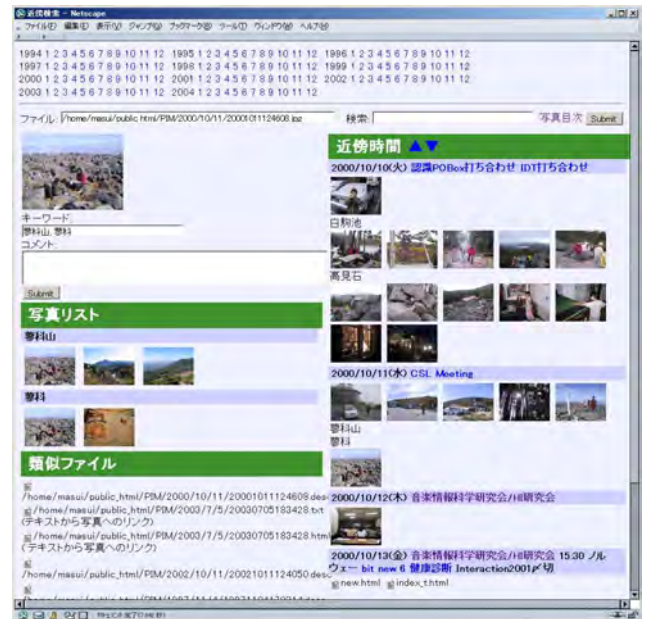 近傍検索 - Netscape
ファイル(F) 編集(E) 表示(V) ジャンプ(G) ブックマーク(B) ツール(T) ウィンドウ(W) ヘルプ(H)
1994 1 2 3 4 5 6 7 8 9 10 11 12 1995 1 2 3 4 5 6 7 8 9 10 11 12 1996 1 2 3 4 5 6 7 8 9 10 11 12
1997 1 2 3 4 5 6 7 8 9 10 11 12 1998 1 2 3 4 5 6 7 8 9 10 11 12 1999 1 2 3 4 5 6 7 8 9 10 11 12
2000 1 2 3 4 5 6 7 8 9 10 11 12 2001 1 2 3 4 5 6 7 8 9 10 11 12 2002 1 2 3 4 5 6 7 8 9 10 11 12
2003 1 2 3 4 5 6 7 8 9 10 11 12 2004 1 2 3 4 5 6 7 8 9 10 11 12
ファイル: /home/masui/public_html/PIM/2000/10/11/20001011124608.jpg 検索: 写真目次 Submit
キーワード:
蓼科山, 蓼科
コメント:
Submit
写真リスト
蓼科山
蓼科
類似ファイル
/home/masui/public_html/PIM/2000/10/11/20001011124609.desc
/home/masui/public_html/PIM/2003/7/5/20030705183428.txt
(テキストから写真へのリンク)
/home/masui/public_html/PIM/2003/7/5/20030705183428.html
(テキストから写真へのリンク)
/home/masui/public_html/PIM/2002/10/11/20021011124050.desc
近傍時間 ▲▼
2000/10/10(火) 認識POBox打ち合わせ IDT打ち合わせ
白駒池
高見石
2000/10/11(水) CSL Meeting
蓼科山
蓼科
2000/10/12(木) 音楽情報科学研究会/HI研究会
2000/10/13(金) 音楽情報科学研究会/HI研究会 15:30 ノル
ウェー bit new 6 健康診断 Interaction2001〆切
new.html index_t.html